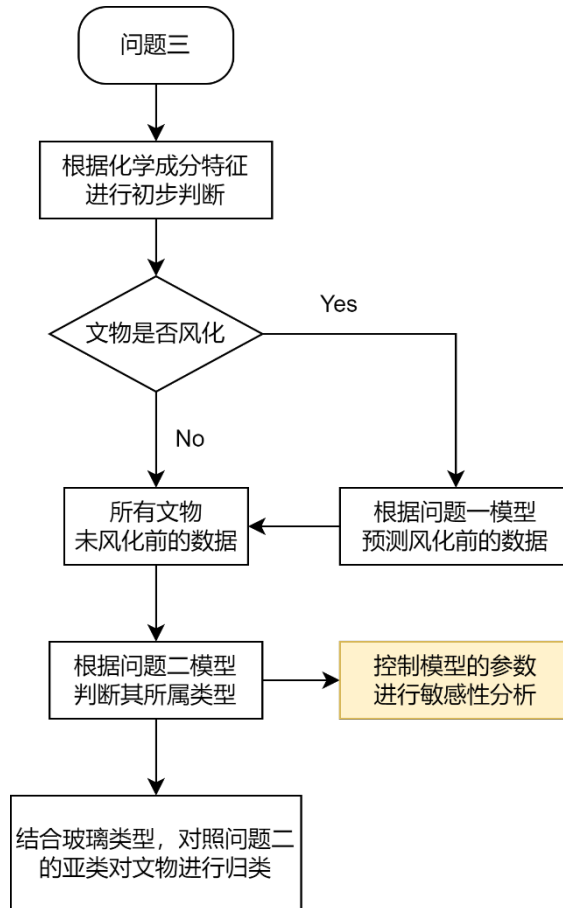 问题三
根据化学成分特征
进行初步判断
文物是否风化
Yes
No
所有文物
未风化前的数据
根据问题一模型
预测风化前的数据
根据问题二模型
判断其所属类型
控制模型的参数
进行敏感性分析
结合玻璃类型，对照问题二
的亚类对文物进行归类